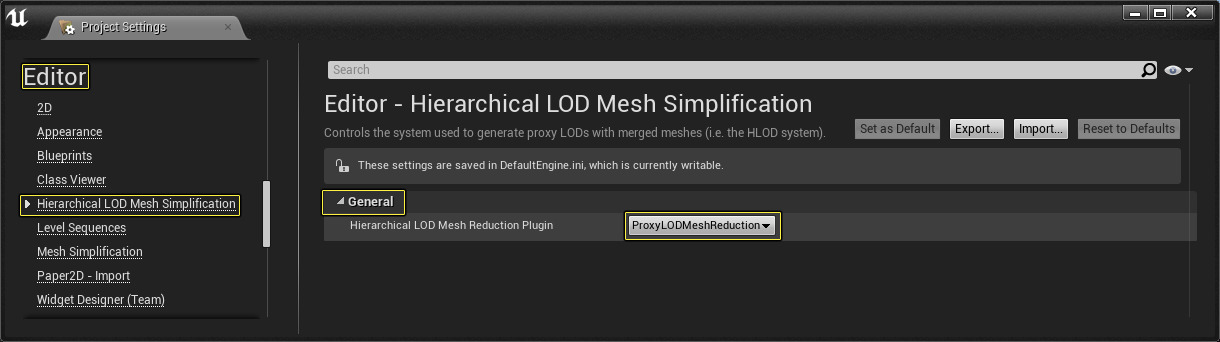 Project Settings
Editor
2D
Appearance
Blueprints
Class Viewer
Hierarchical LOD Mesh Simplification
Level Sequences
Mesh Simplification
Paper2D - Import
Widget Designer (Team)
Search
Editor - Hierarchical LOD Mesh Simplification
Controls the system used to generate proxy LODs with merged meshes (i.e. the HLOD system).
Set as Default Export... Import... Reset to Defaults
These settings are saved in DefaultEngine.ini, which is currently writable.
General
Hierarchical LOD Mesh Reduction Plugin ProxyLODMeshReduction